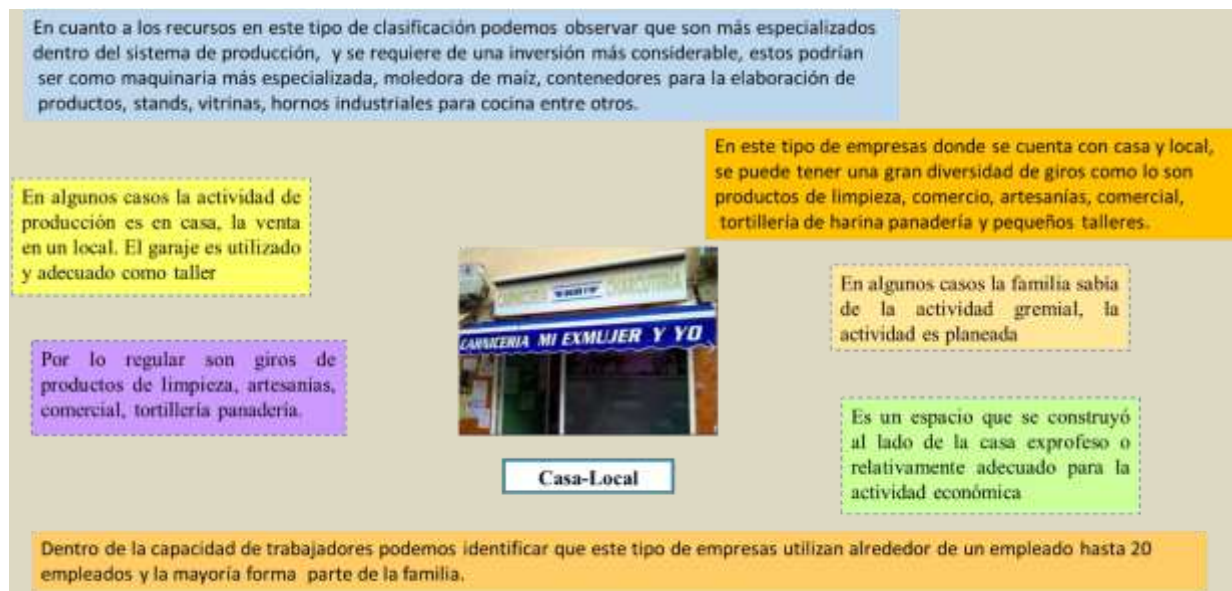 En cuanto a los recursos en este tipo de clasificación podemos observar que son más especializados
dentro del sistema de producción, y se requiere de una inversión más considerable, estos podrían
ser como maquinaria más especializada, moledora de maíz, contenedores para la elaboración de
productos, stands, vitrinas, hornos industriales para cocina entre otros.
En este tipo de empresas donde se cuenta con casa y local,
se puede tener una gran diversidad de giros como lo son
productos de limpieza, comercio, artesanías, comercial,
tortillería de harina panadería y pequeños talleres.
En algunos casos la actividad de
producción es en casa, la venta
en un local. El garaje es utilizado
y adecuado como taller
En algunos casos la familia sabía
de la actividad gremial, la
actividad es planeada
Por lo regular son giros de
productos de limpieza, artesanías,
comercial, tortillería panadería.
CARNICERIA CHARCUTERIA
CARNICERIA MI EXMUJER Y YO
Es un espacio que se construyó
al lado de la casa exprofeso o
relativamente adecuado para la
actividad económica
Casa-Local
Dentro de la capacidad de trabajadores podemos identificar que este tipo de empresas utilizan alrededor de un empleado hasta 20
empleados y la mayoría forma parte de la familia.